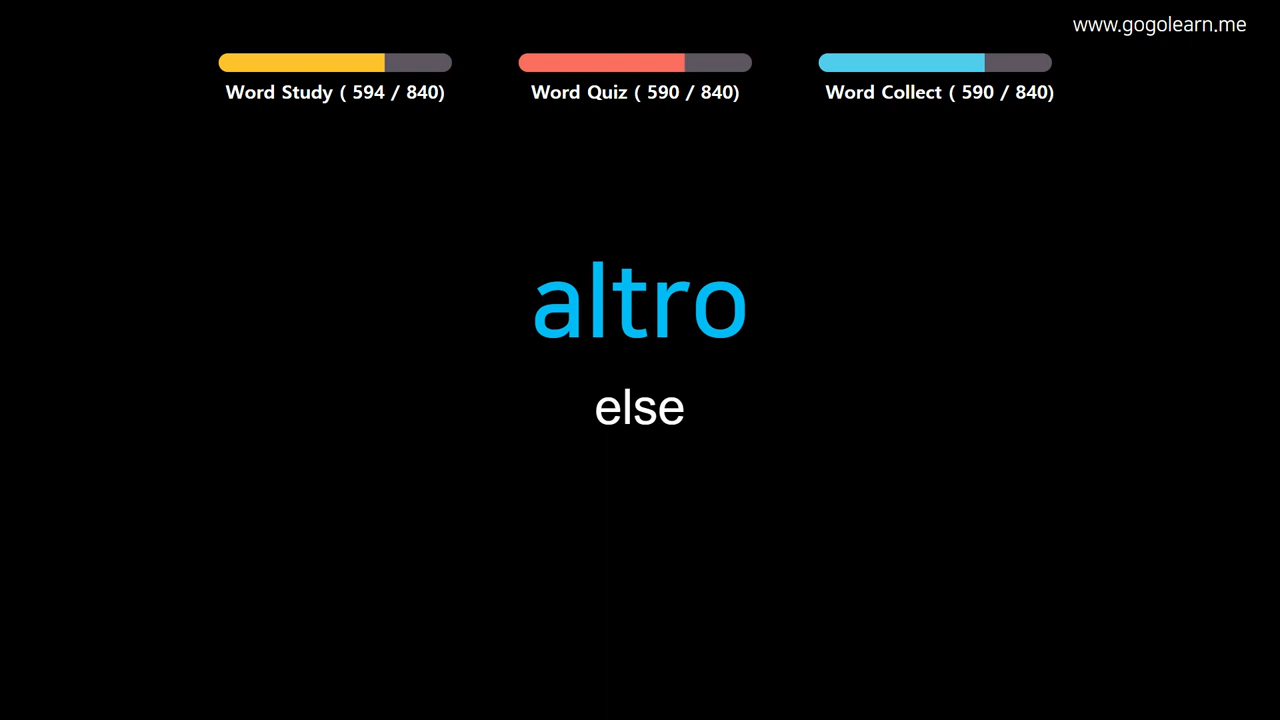 www.gogolearn.me
Word Study ( 594 / 840)
Word Quiz ( 590 / 840)
Word Collect ( 590 / 840)
altro
else